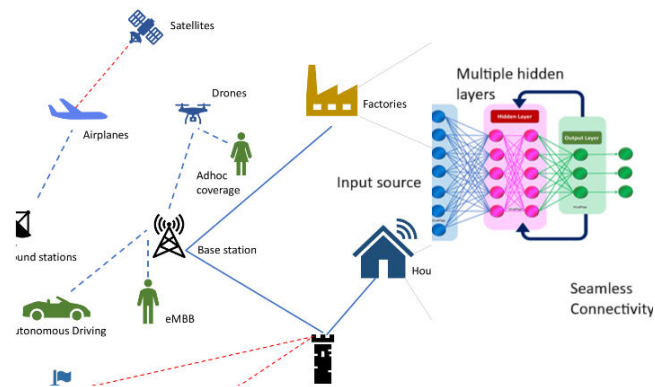 Satellites
Multiple hidden
layers
Drones
Hidden Layer
Factories
Airplanes
Output Layer
Adhoc
coverage
Input source
Base station
und stations
Hou
Seamless
Connectivity
utonomous Driving
eMBB